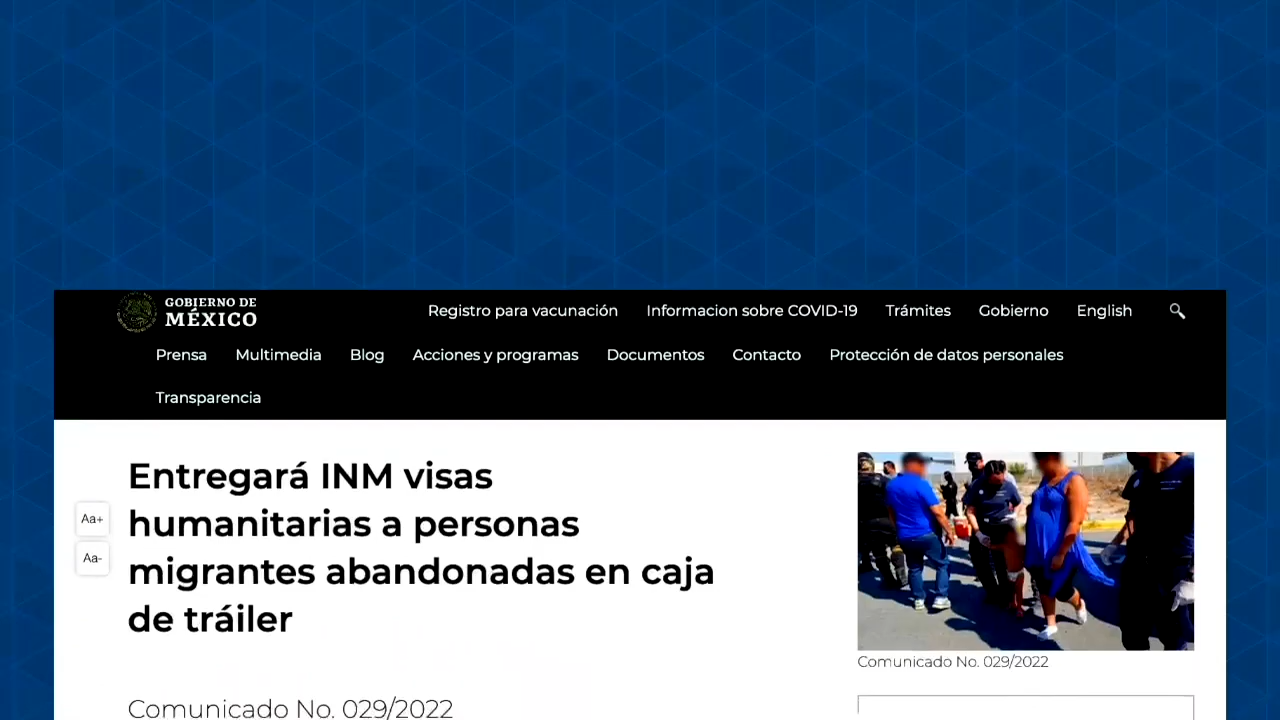 GOBIERNO DE
MÉXICO
Registro para vacunación Informacion sobre COVID-19 Trámites Gobierno English
Prensa Multimedia Blog Acciones y programas Documentos Contacto Protección de datos personales
Transparencia
Entregará INM visas
humanitarias a personas
migrantes abandonadas en caja
de tráiler
Aa+
Aa-
Comunicado No. 029/2022
Comunicado No. 029/2022